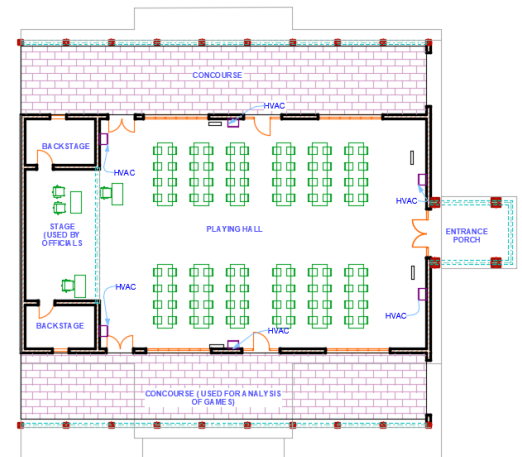 CONCOURSE
HVAC
BACKSTAGE
HVAC
HVAC
STAGE
(USED BY
OFFICIALS
PLAYING HALL
ENTRANCE
PORCH
HVAC
HVAC
BACKSTAGE
HVAC
CONCOURSE ( USED FOR ANALYSIS
OF GAMES)